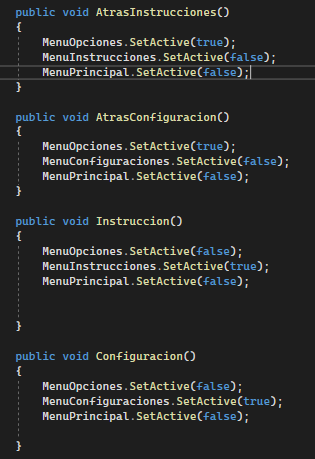 public void AtrasInstrucciones()
{
MenuOpciones.SetActive(true);
MenuInstrucciones.SetActive(false);
MenuPrincipal.SetActive(false);
}
public void AtrasConfiguracion()
{
MenuOpciones.SetActive(true);
MenuConfiguraciones.SetActive(false);
MenuPrincipal.SetActive(false);
}
public void Instruccion()
{
MenuOpciones.SetActive(false);
MenuInstrucciones.SetActive(true);
MenuPrincipal.SetActive(false);
}
public void Configuracion()
{
MenuOpciones.SetActive(false);
MenuConfiguraciones.SetActive(true);
MenuPrincipal.SetActive(false);
}